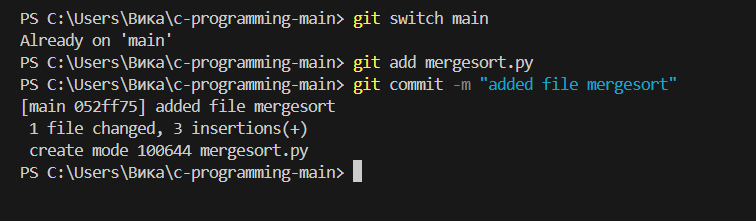 PS C:\Users\Вика\c-programming-main> git switch main
Already on 'main'
PS C:\Users\Вика\c-programming-main> git add mergesort.py
PS C:\Users\Вика\c-programming-main> git commit -m "added file mergesort"
[main 052ff75] added file mergesort
 1 file changed, 3 insertions(+)
 create mode 100644 mergesort.py
PS C:\Users\Вика\c-programming-main>